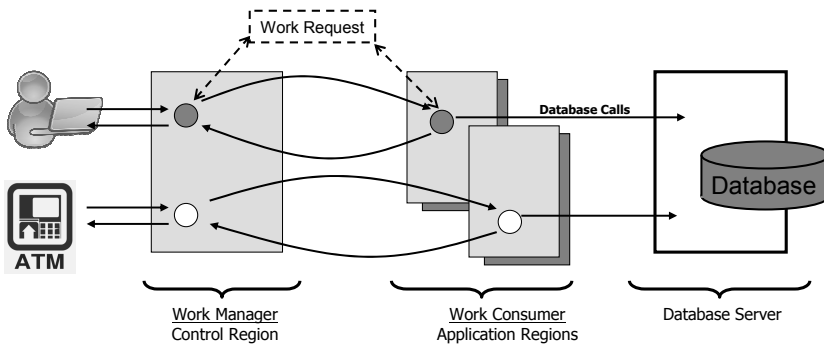 Work Request
Database Calls
Database
ATM
Work Manager
Control Region
Work Consumer
Application Regions
Database Server